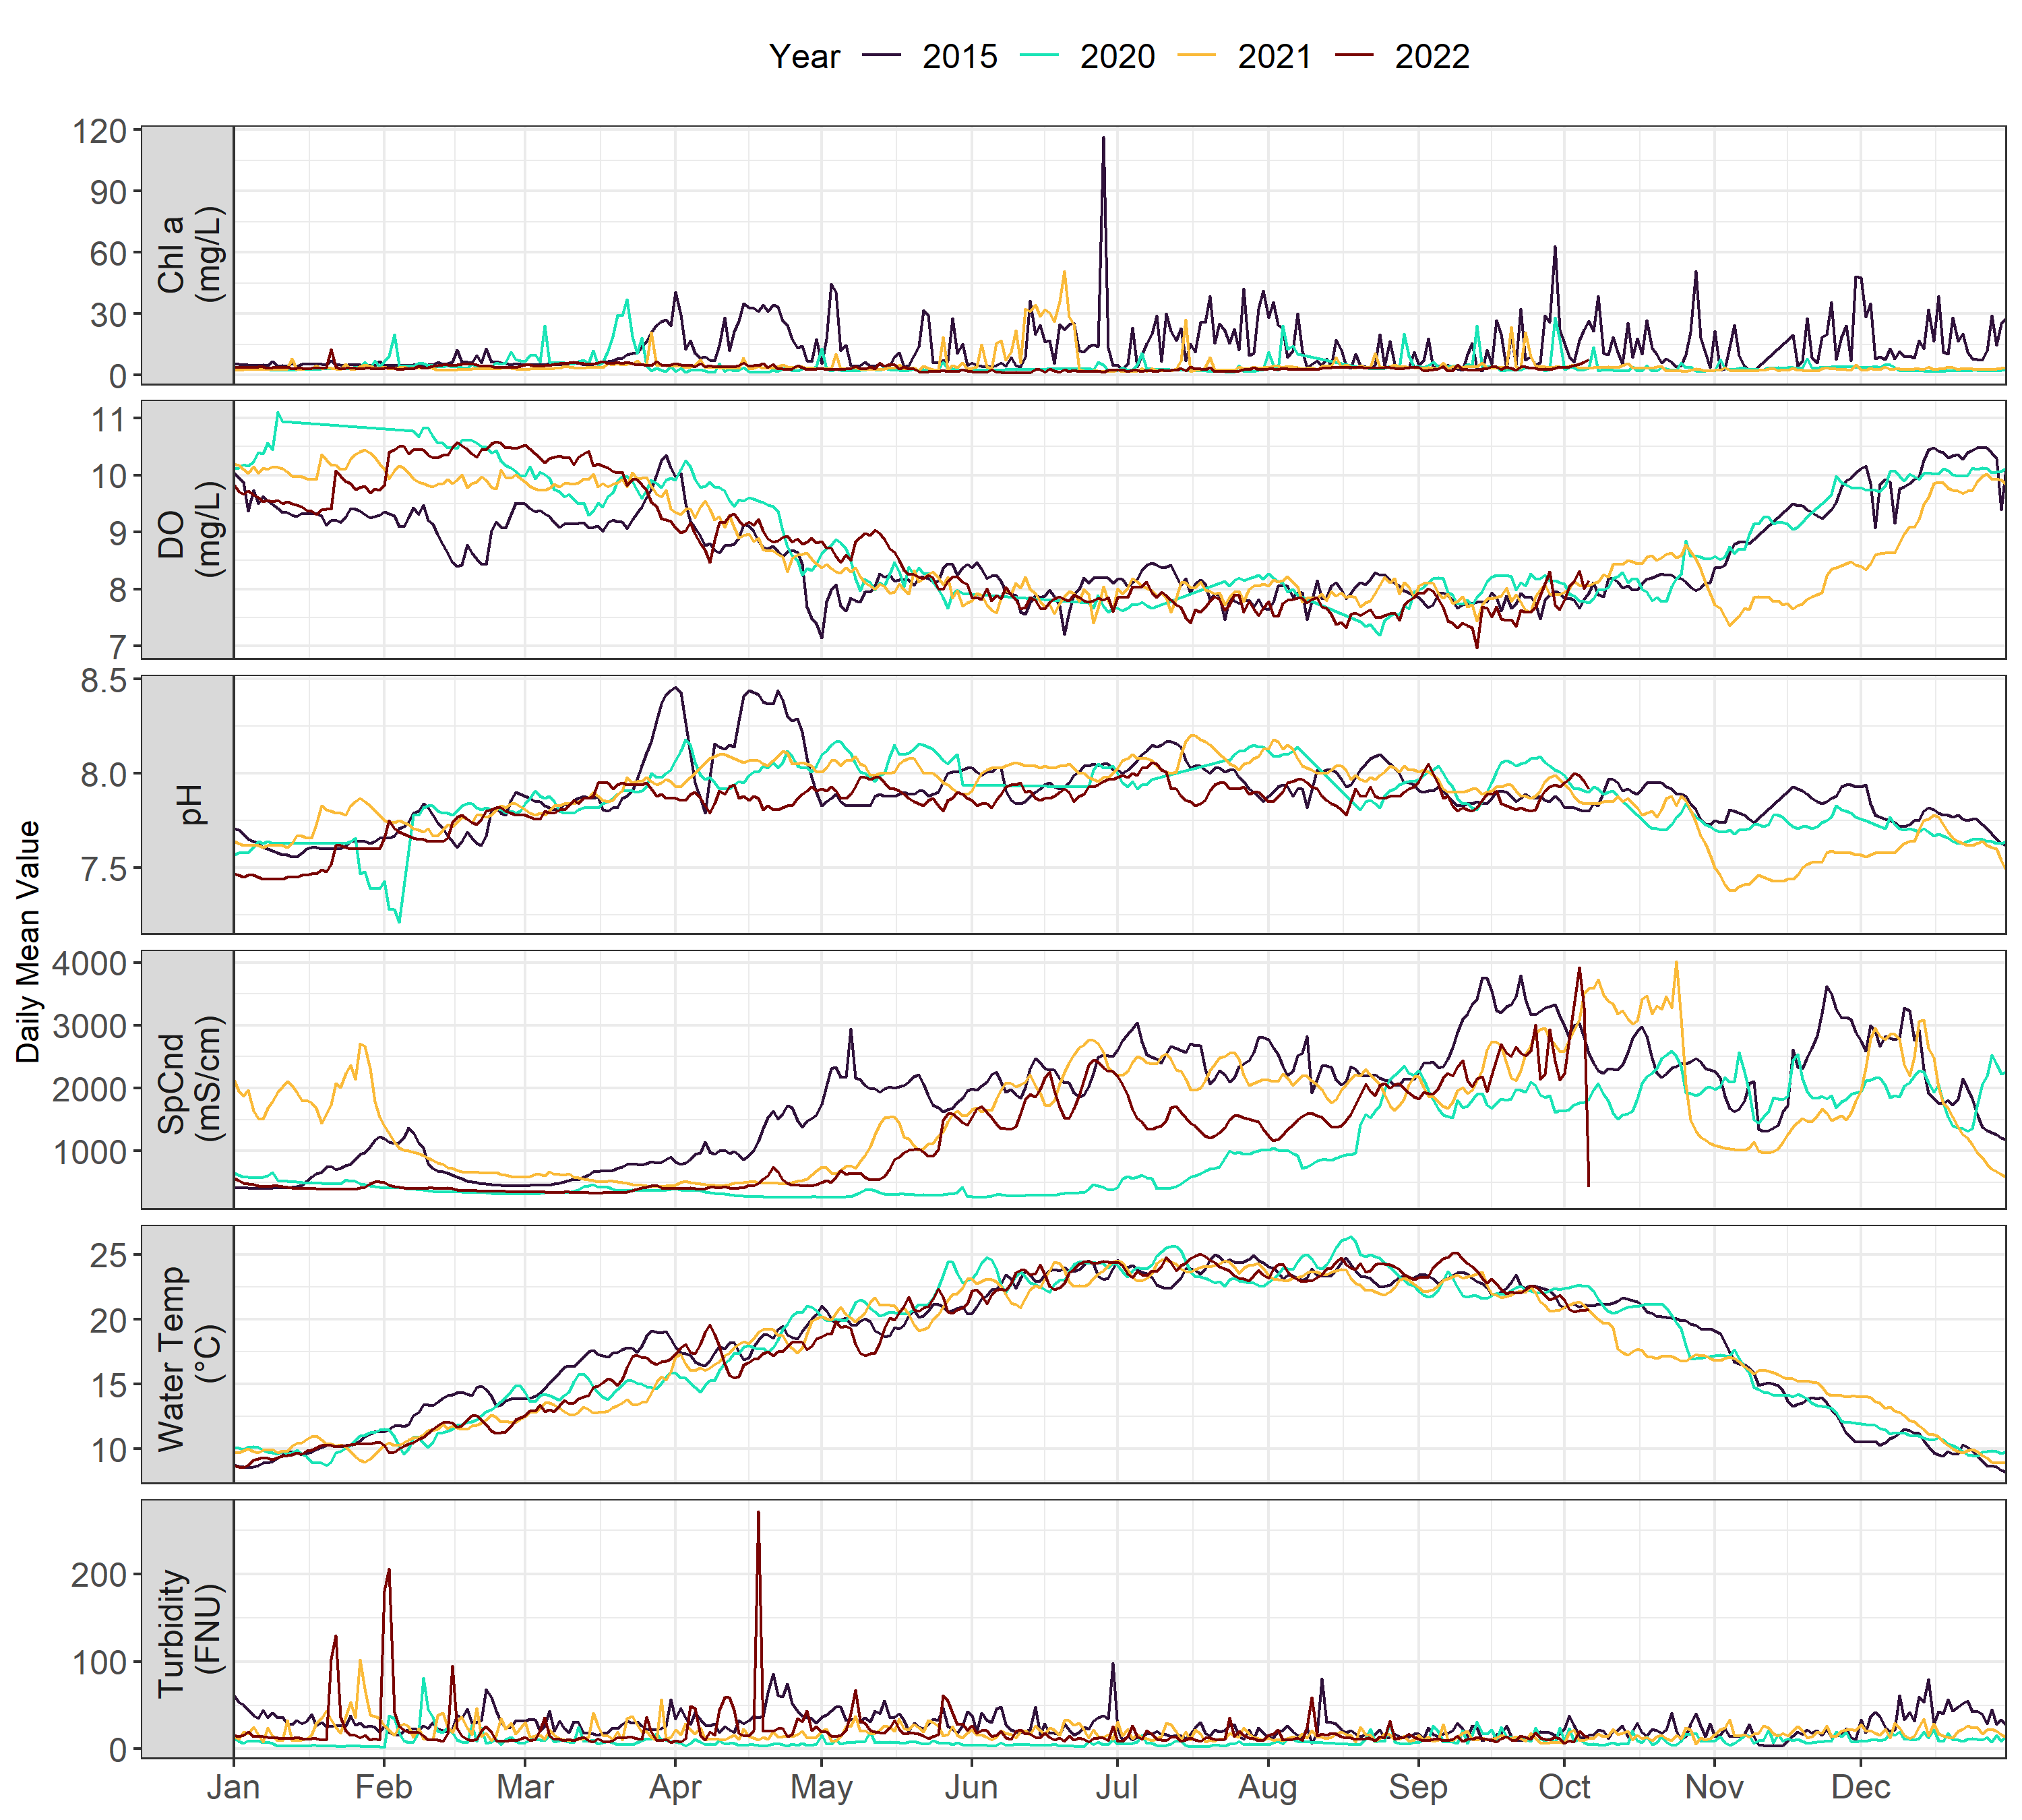 Year 2015 2020 2021 2022
120
90
60
30
0
Chl a
(mg/L)
11
10
9
8
7
DO
(mg/L)
8.5
8.0
7.5
pH
Daily Mean Value
4000
3000
2000
1000
SpCnd
(mS/cm)
25
20
15
10
Water Temp
(°C)
200
100
0
Turbidity
(FNU)
Jan Feb Mar Apr May Jun Jul Aug Sep Oct Nov Dec